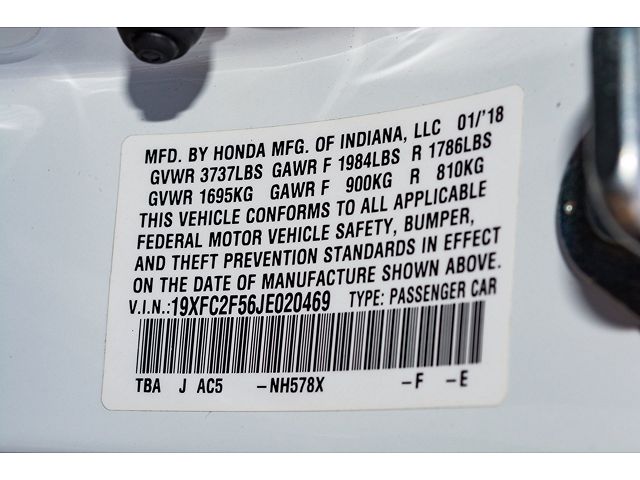 MFD. BY HONDA MFG. OF INDIANA, LLC 01/'18
GVWR 3737LBS GAWR F 1984LBS R 1786LBS
GVWR 1695KG GAWR F 900KG R 810KG
THIS VEHICLE CONFORMS TO ALL APPLICABLE
FEDERAL MOTOR VEHICLE SAFETY, BUMPER,
AND THEFT PREVENTION STANDARDS IN EFFECT
ON THE DATE OF MANUFACTURE SHOWN ABOVE.
V.I.N.:19XFC2F56JE020469 TYPE: PASSENGER CAR
TBA J AC5 -NH578X -F -E